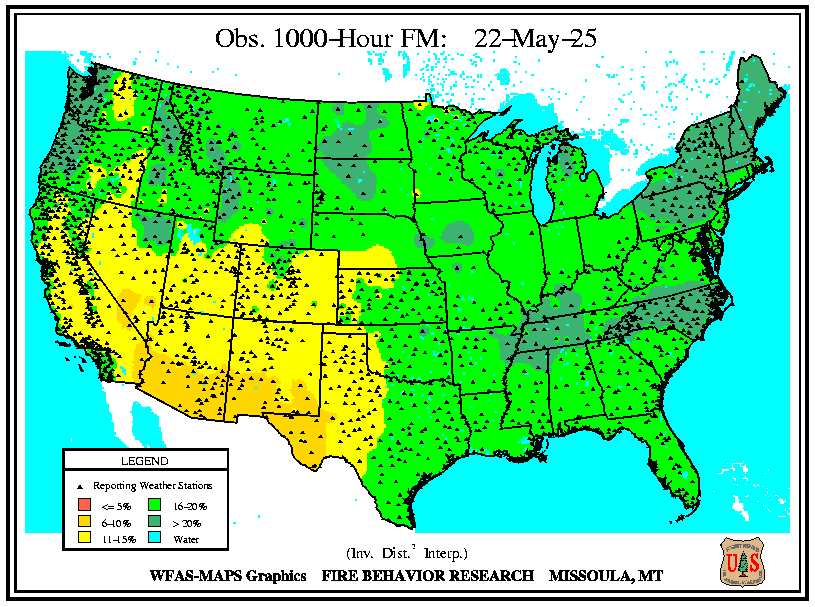 Obs. 1000-Hour FM: 22-May-25
LEGEND
Reporting Weather Stations
<= 5% 16-20%
6-10% > 20%
11-15% Water
(Inv. Dist.² Interp.)
WFAS-MAPS Graphics FIRE BEHAVIOR RESEARCH MISSOULA, MT
U S